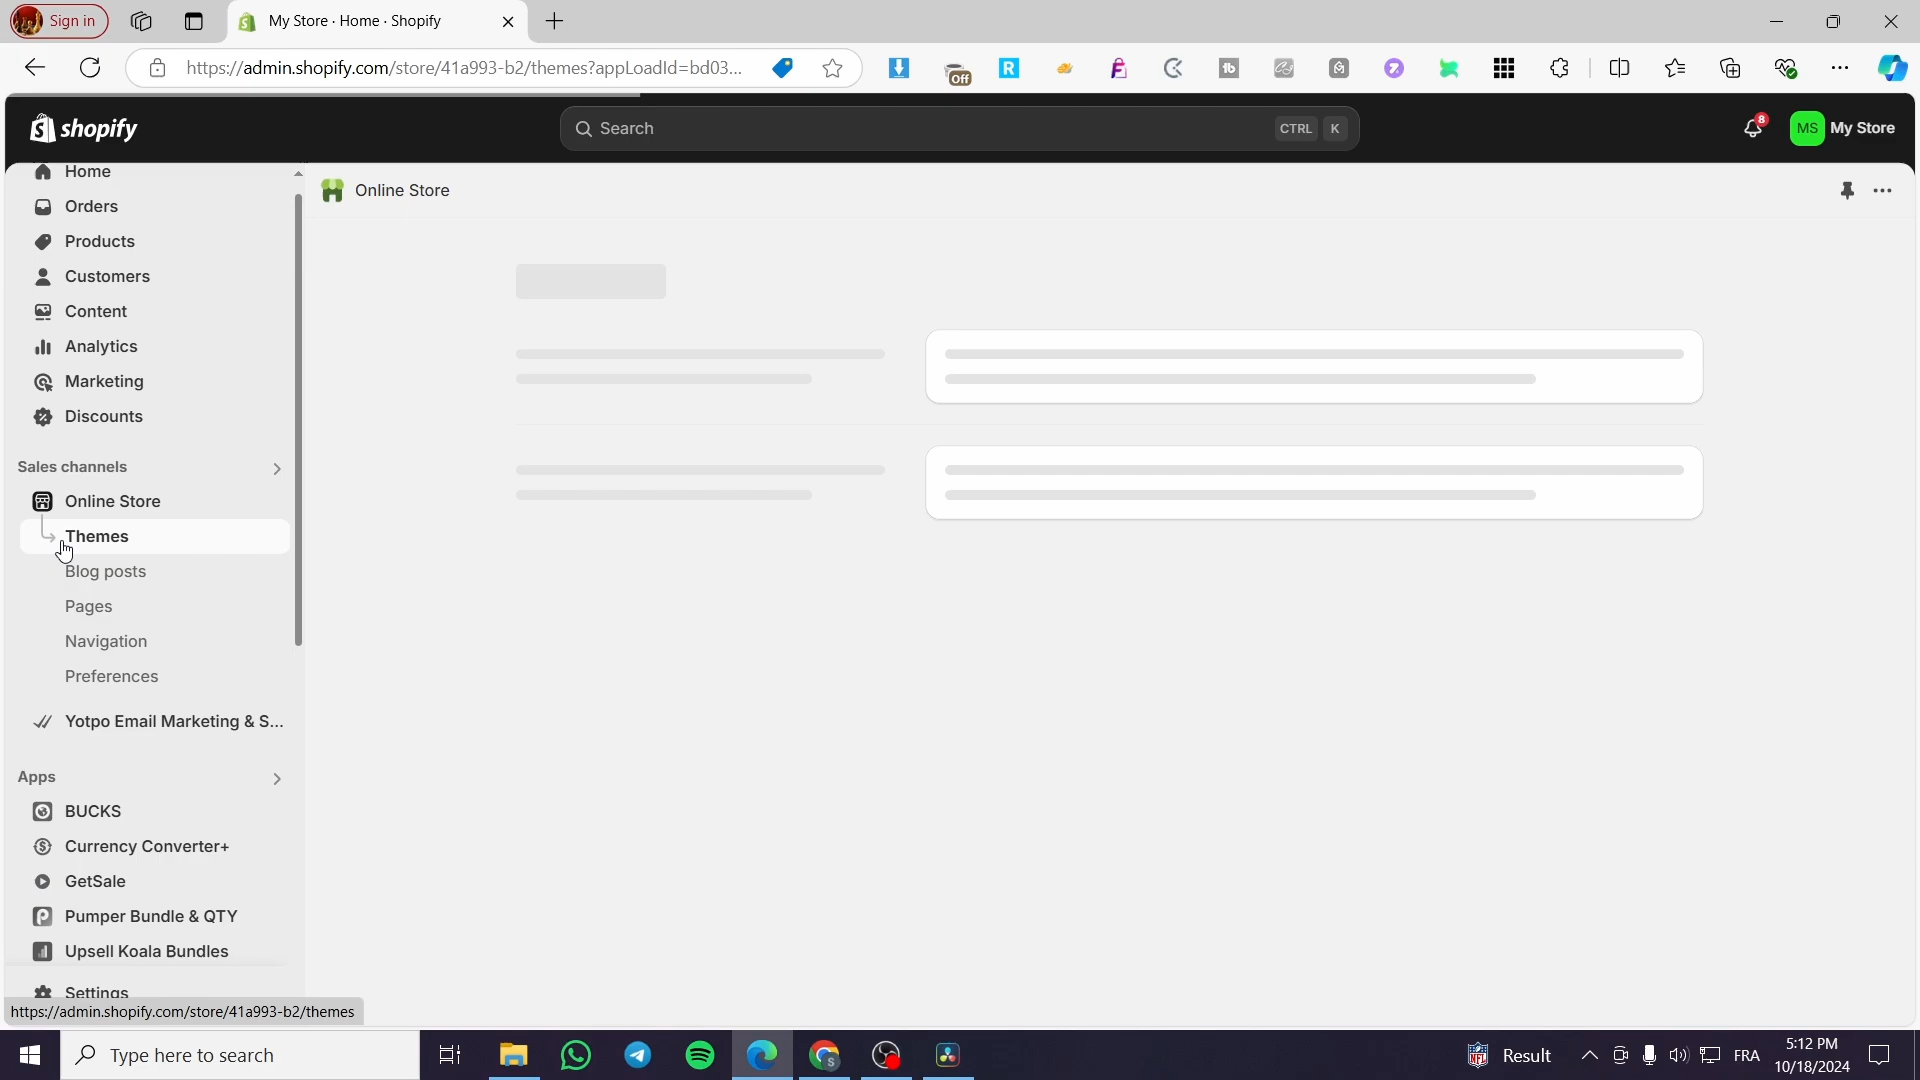 Sign in
My Store · Home · Shopify
https://admin.shopify.com/store/41a993-b2/themes?appLoadId=bd03...
Off
shopify
Search
CTRL K
8
MS My Store
Home
Orders
Products
Customers
Content
Analytics
Marketing
Discounts
Sales channels
Online Store
Themes
Blog posts
Pages
Navigation
Preferences
Yotpo Email Marketing & S...
Apps
BUCKS
Currency Converter+
GetSale
Pumper Bundle & QTY
Upsell Koala Bundles
Settings
https://admin.shopify.com/store/41a993-b2/themes
Online Store
Type here to search
Result
FRA
5:12 PM
10/18/2024